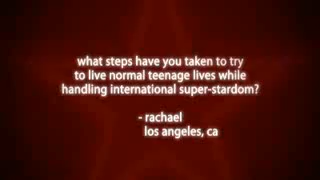 what steps have you taken to try
to live normal teenage lives while
handling international super-stardom?
- rachael
los angeles, ca